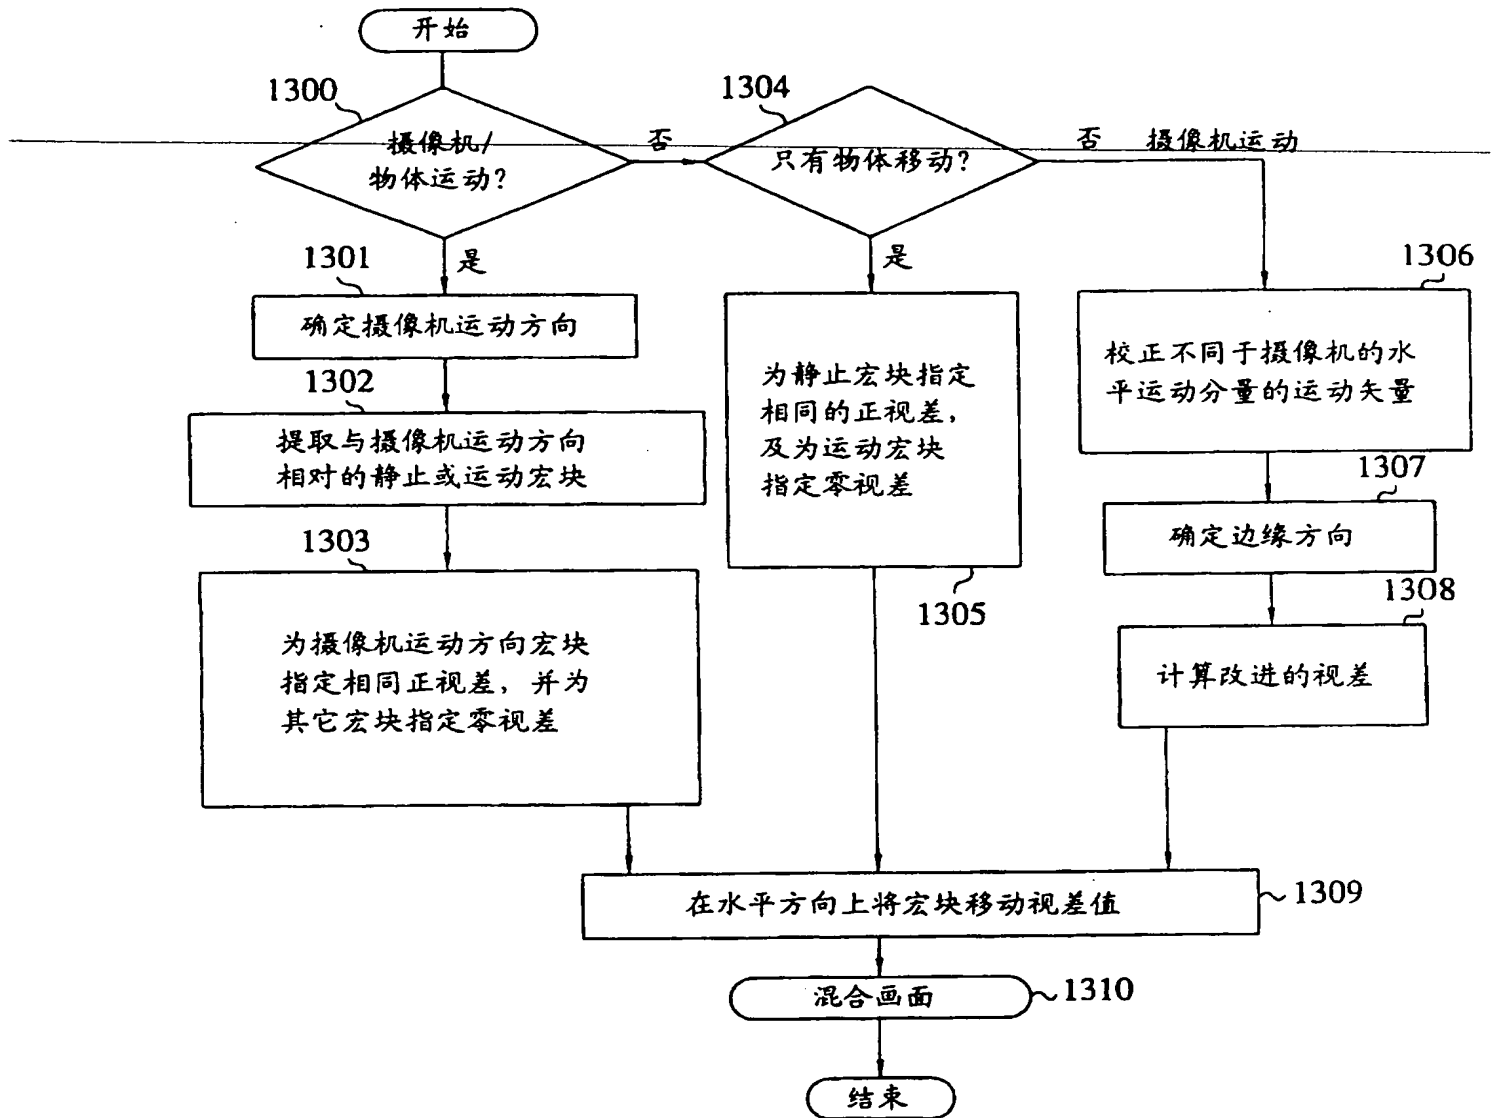 开始
1300
摄像机/
物体运动?
否
1304
只有物体移动?
否 摄像机运动
是
1301
确定摄像机运动方向
1302
提取与摄像机运动方向
相对的静止或运动宏块
1303
为摄像机运动方向宏块
指定相同正视差, 并为
其它宏块指定零视差
是
为静止宏块指定
相同的正视差,
及为运动宏块
指定零视差
1305
1306
校正不同于摄像机的水
平运动分量的运动矢量
1307
确定边缘方向
1308
计算改进的视差
在水平方向上将宏块移动视差值
1309
混合画面
1310
结束